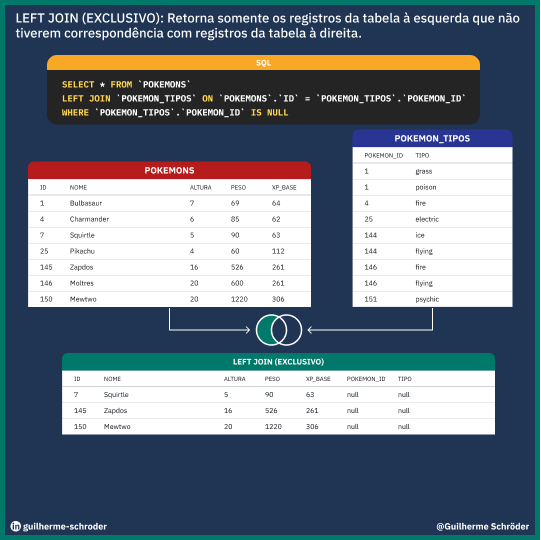 LEFT JOIN (EXCLUSIVO): Retorna somente os registros da tabela à esquerda que não
tiverem correspondência com registros da tabela à direita.
SQL
SELECT * FROM `POKEMONS`
LEFT JOIN `POKEMON_TIPOS` ON `POKEMONS`.`ID` = `POKEMON_TIPOS`.`POKEMON_ID`
WHERE `POKEMON_TIPOS`.`POKEMON_ID` IS NULL
POKEMONS
ID NOME ALTURA PESO XP_BASE
1 Bulbasaur 7 69 64
4 Charmander 6 85 62
7 Squirtle 5 90 63
25 Pikachu 4 60 112
145 Zapdos 16 526 261
146 Moltres 20 600 261
150 Mewtwo 20 1220 306
POKEMON_TIPOS
POKEMON_ID TIPO
1 grass
1 poison
4 fire
25 electric
144 ice
144 flying
146 fire
146 flying
151 psychic
LEFT JOIN (EXCLUSIVO)
ID NOME ALTURA PESO XP_BASE POKEMON_ID TIPO
7 Squirtle 5 90 63 null null
145 Zapdos 16 526 261 null null
150 Mewtwo 20 1220 306 null null
in guilherme-schroder
@Guilherme Schröder